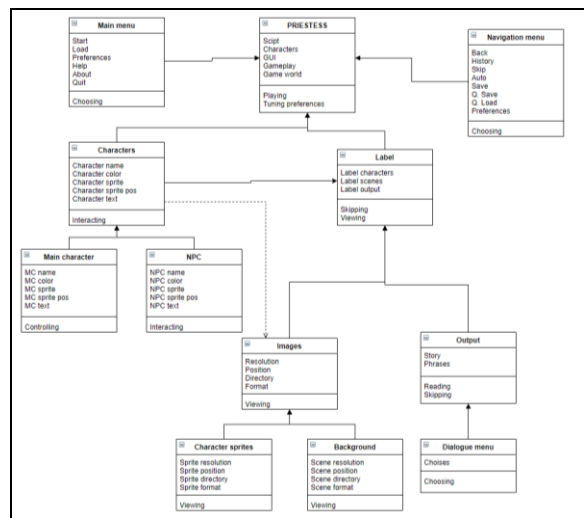 Main menu
Start
Load
Preferences
Help
About
Quit
Choosing
PRIESTESS
Scipt
Characters
GUI
Gameplay
Game world
Playing
Tuning preferences
Navigation menu
Back
History
Skip
Auto
Save
Q. Save
Q. Load
Preferences
Choosing
Characters
Character name
Character color
Character sprite
Character sprite pos
Character text
Interacting
Label
Label characters
Label scenes
Label output
Skipping
Viewing
Main character
MC name
MC color
MC sprite
MC sprite pos
MC text
Controlling
NPC
NPC name
NPC color
NPC sprite
NPC sprite pos
NPC text
Interacting
Images
Resolution
Position
Directory
Format
Viewing
Output
Story
Phrases
Reading
Skipping
Character sprites
Sprite resolution
Sprite position
Sprite directory
Sprite format
Viewing
Background
Scene resolution
Scene position
Scene directory
Scene format
Viewing
Dialogue menu
Choises
Choosing